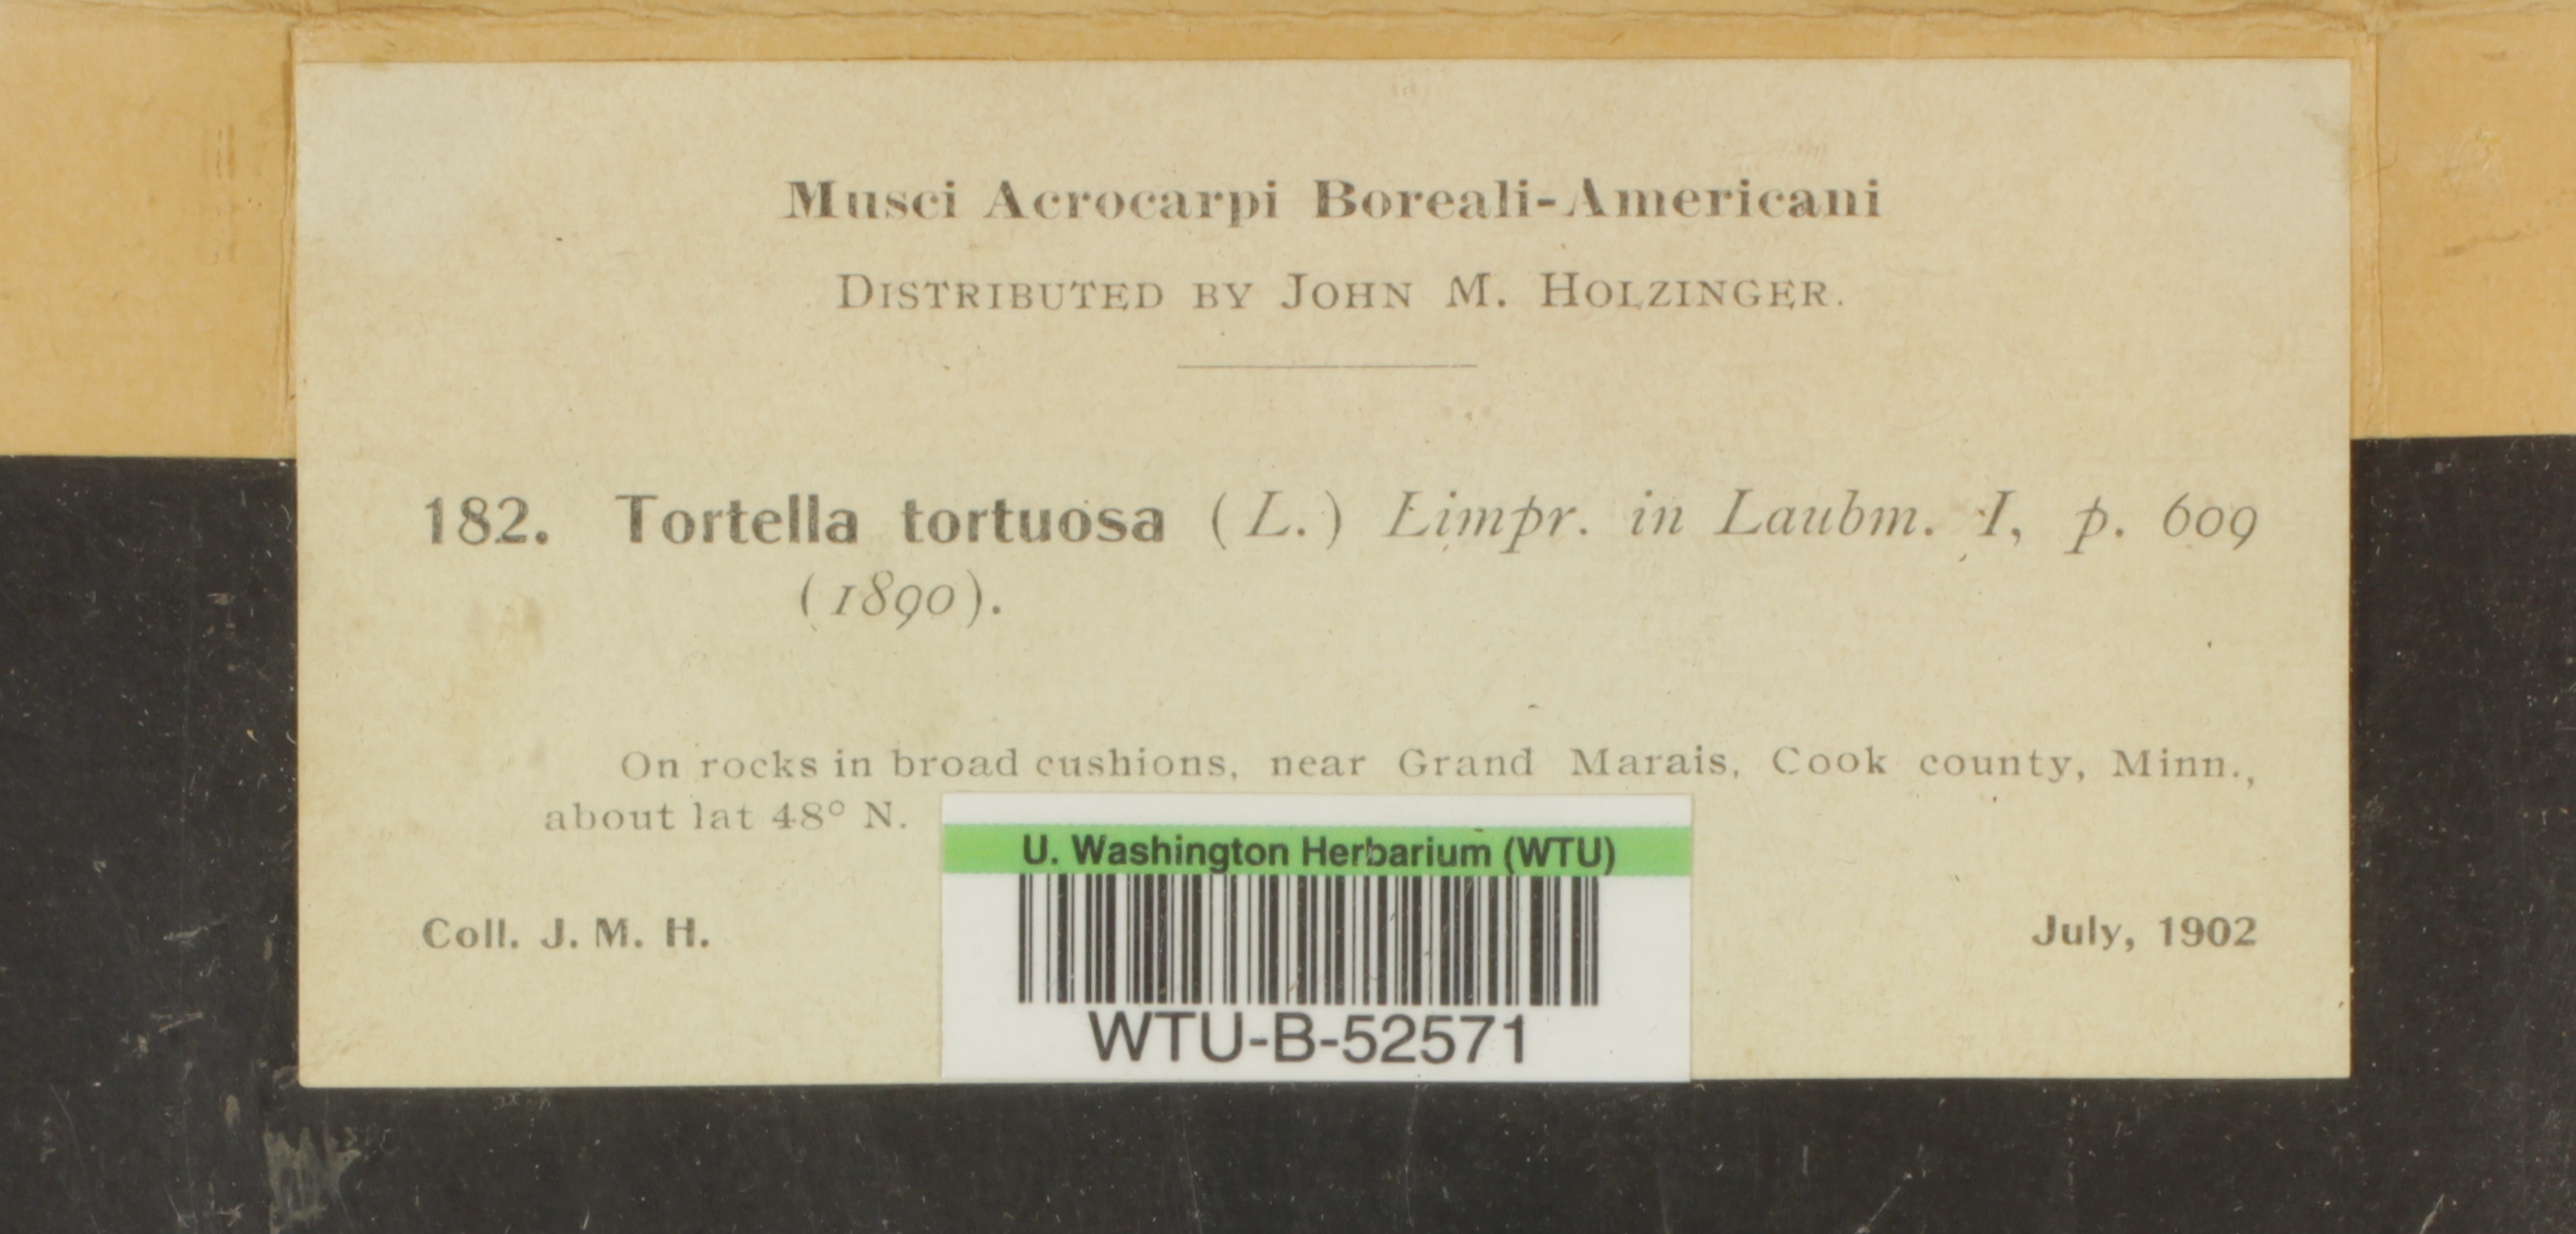 Musci Acrocarpi Boreali-Americani
DISTRIBUTED BY JOHN M. HOLZINGER.
182. Tortella tortuosa (L.) Limpr. in Laubm. I, p. 609
(1890).
On rocks in broad cushions, near Grand Marais, Cook county, Minn.,
about lat 48° N.
U. Washington Herbarium (WTU)
Coll. J. M. H.
July, 1902
WTU-B-52571